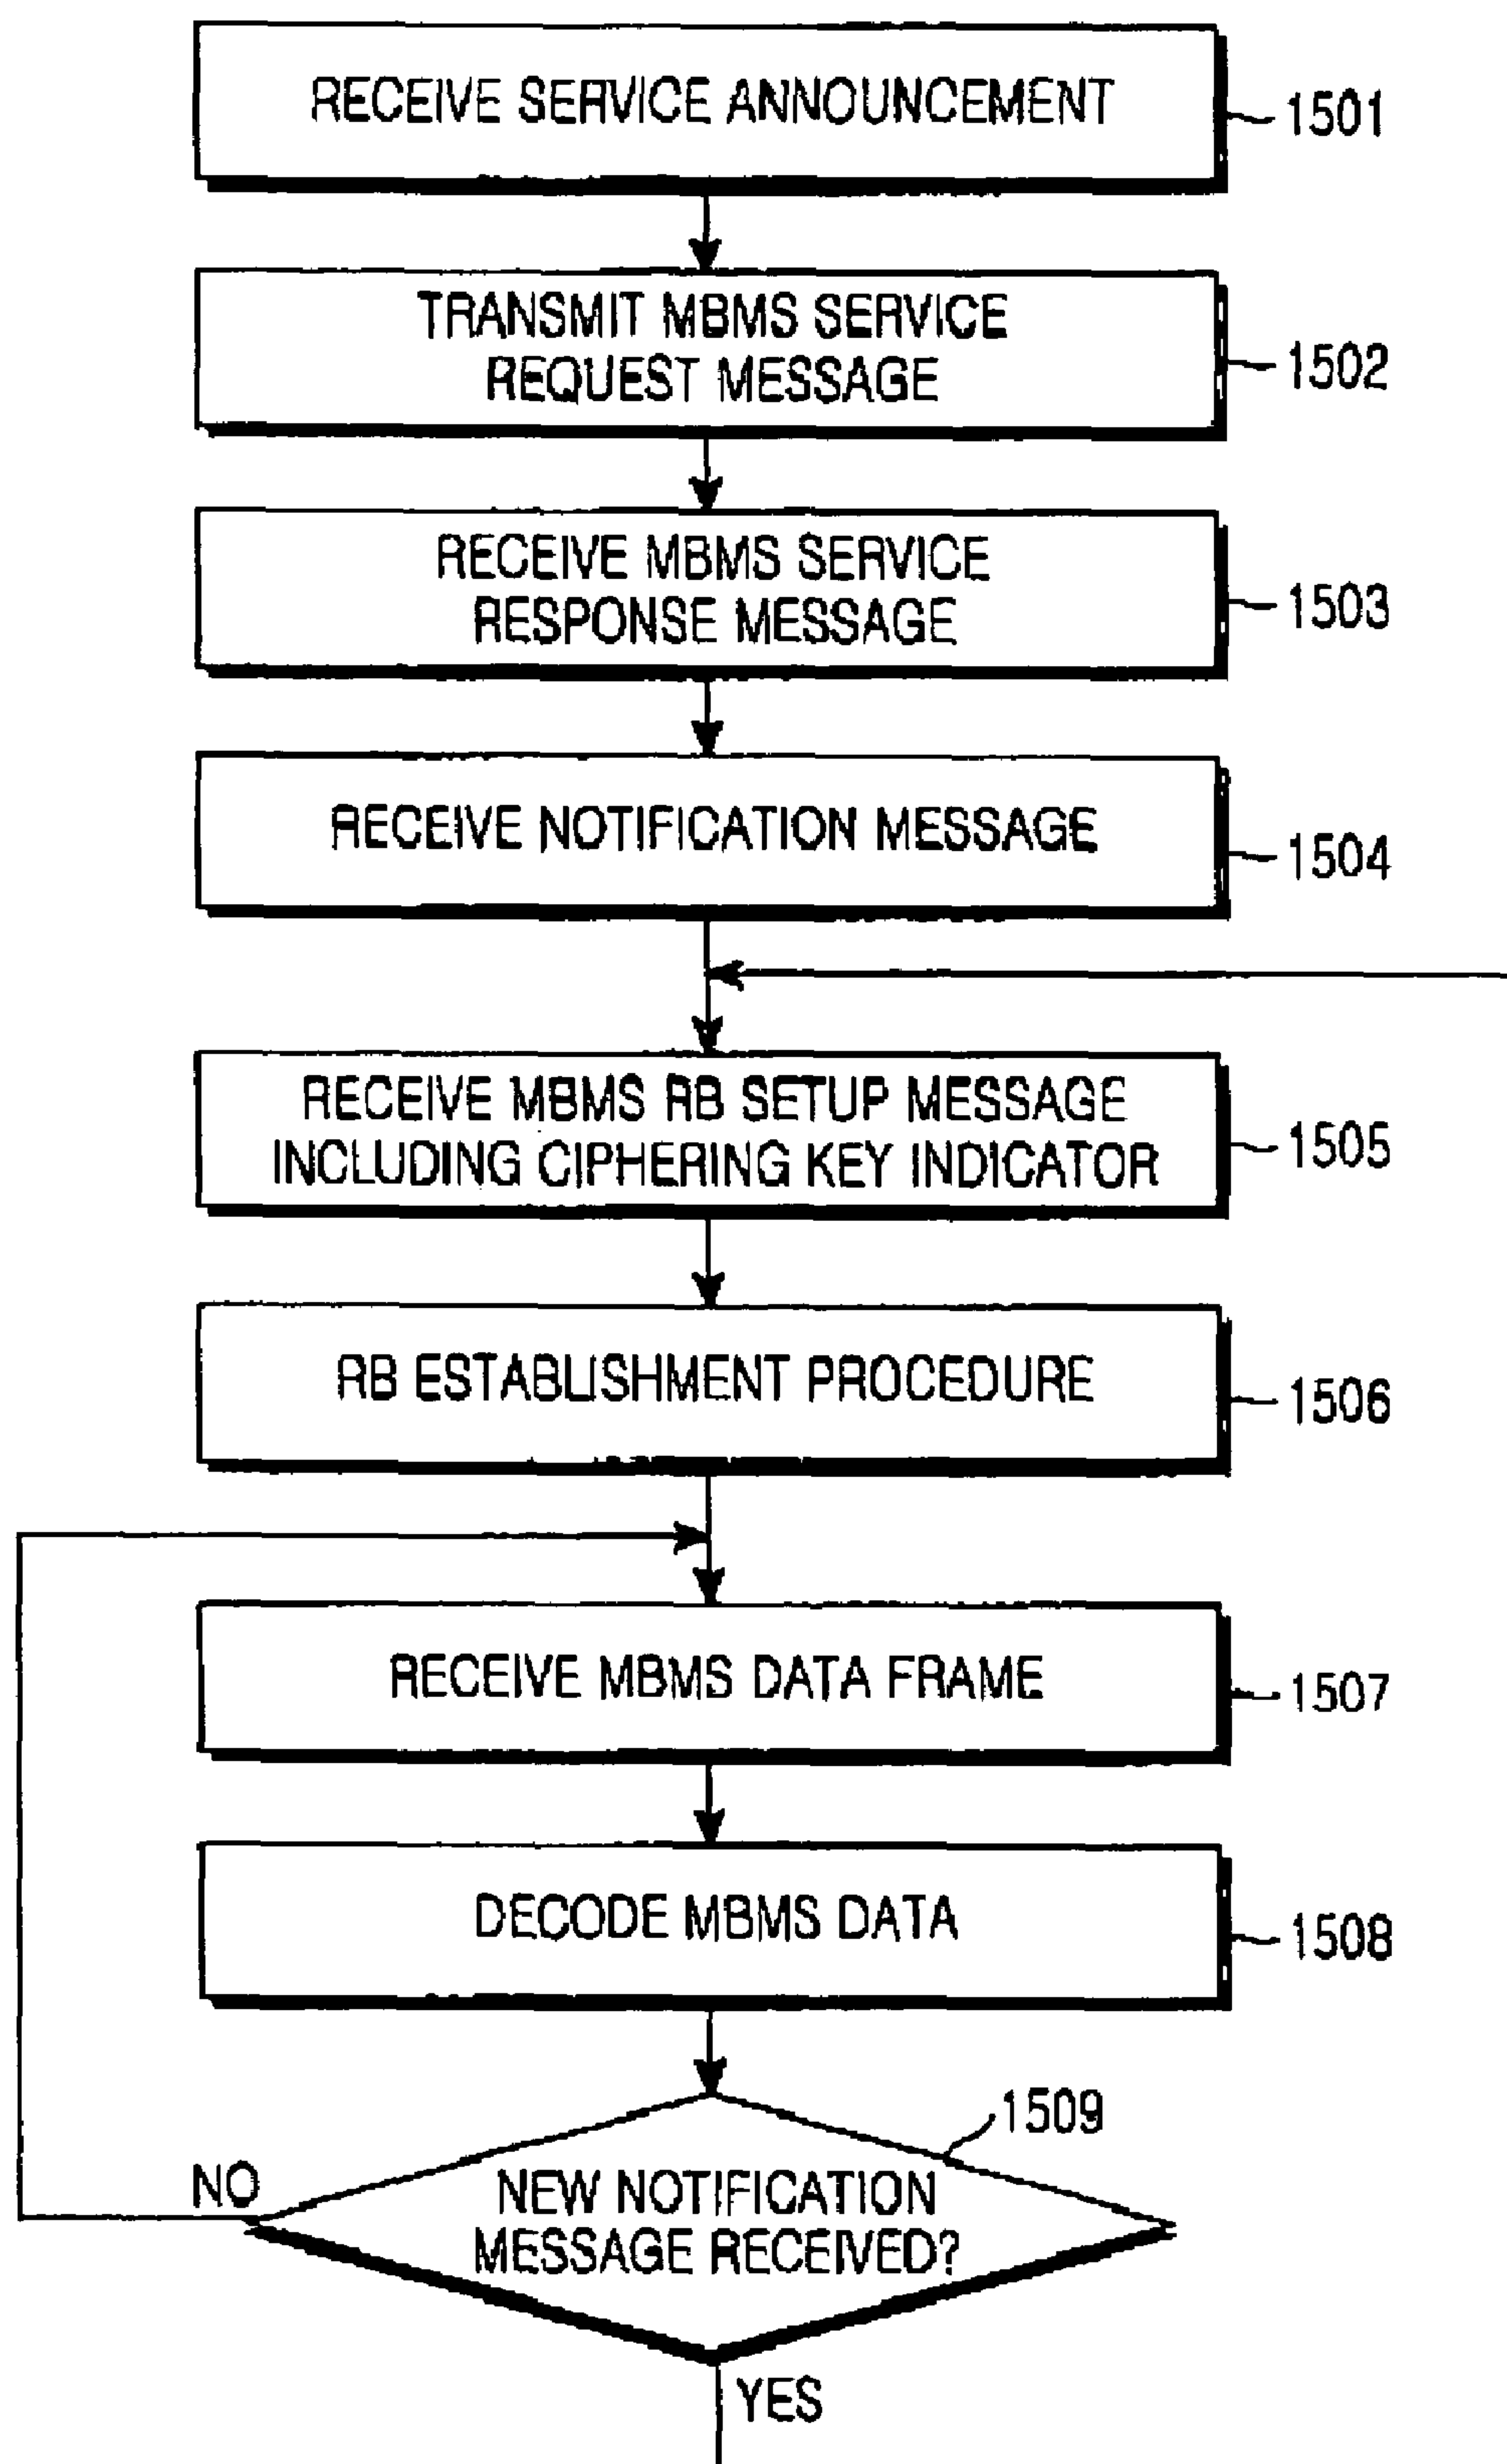 RECEIVE SERVICE ANNOUNCEMENT
1501
TRANSMIT MBMS SERVICE
REQUEST MESSAGE
1502
RECEIVE MBMS SERVICE
RESPONSE MESSAGE
1503
RECEIVE NOTIFICATION MESSAGE
1504
RECEIVE MBMS RB SETUP MESSAGE
INCLUDING CIPHERING KEY INDICATOR
1505
RB ESTABLISHMENT PROCEDURE
1506
RECEIVE MBMS DATA FRAME
1507
DECODE MBMS DATA
1508
1509
NO
NEW NOTIFICATION
MESSAGE RECEIVED?
YES